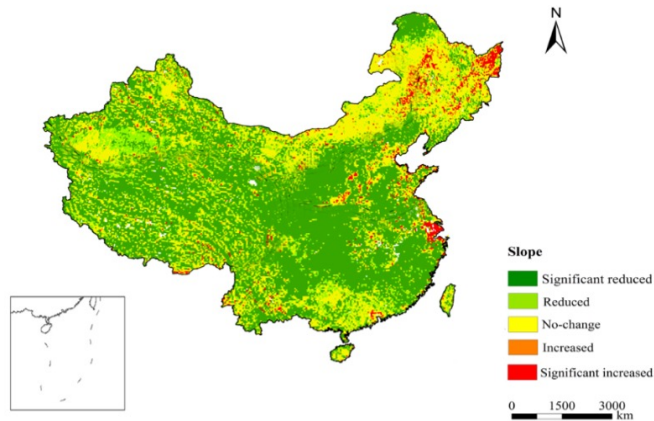 N
Slope
Significant reduced
Reduced
No-change
Increased
Significant increased
0 1500 3000
km